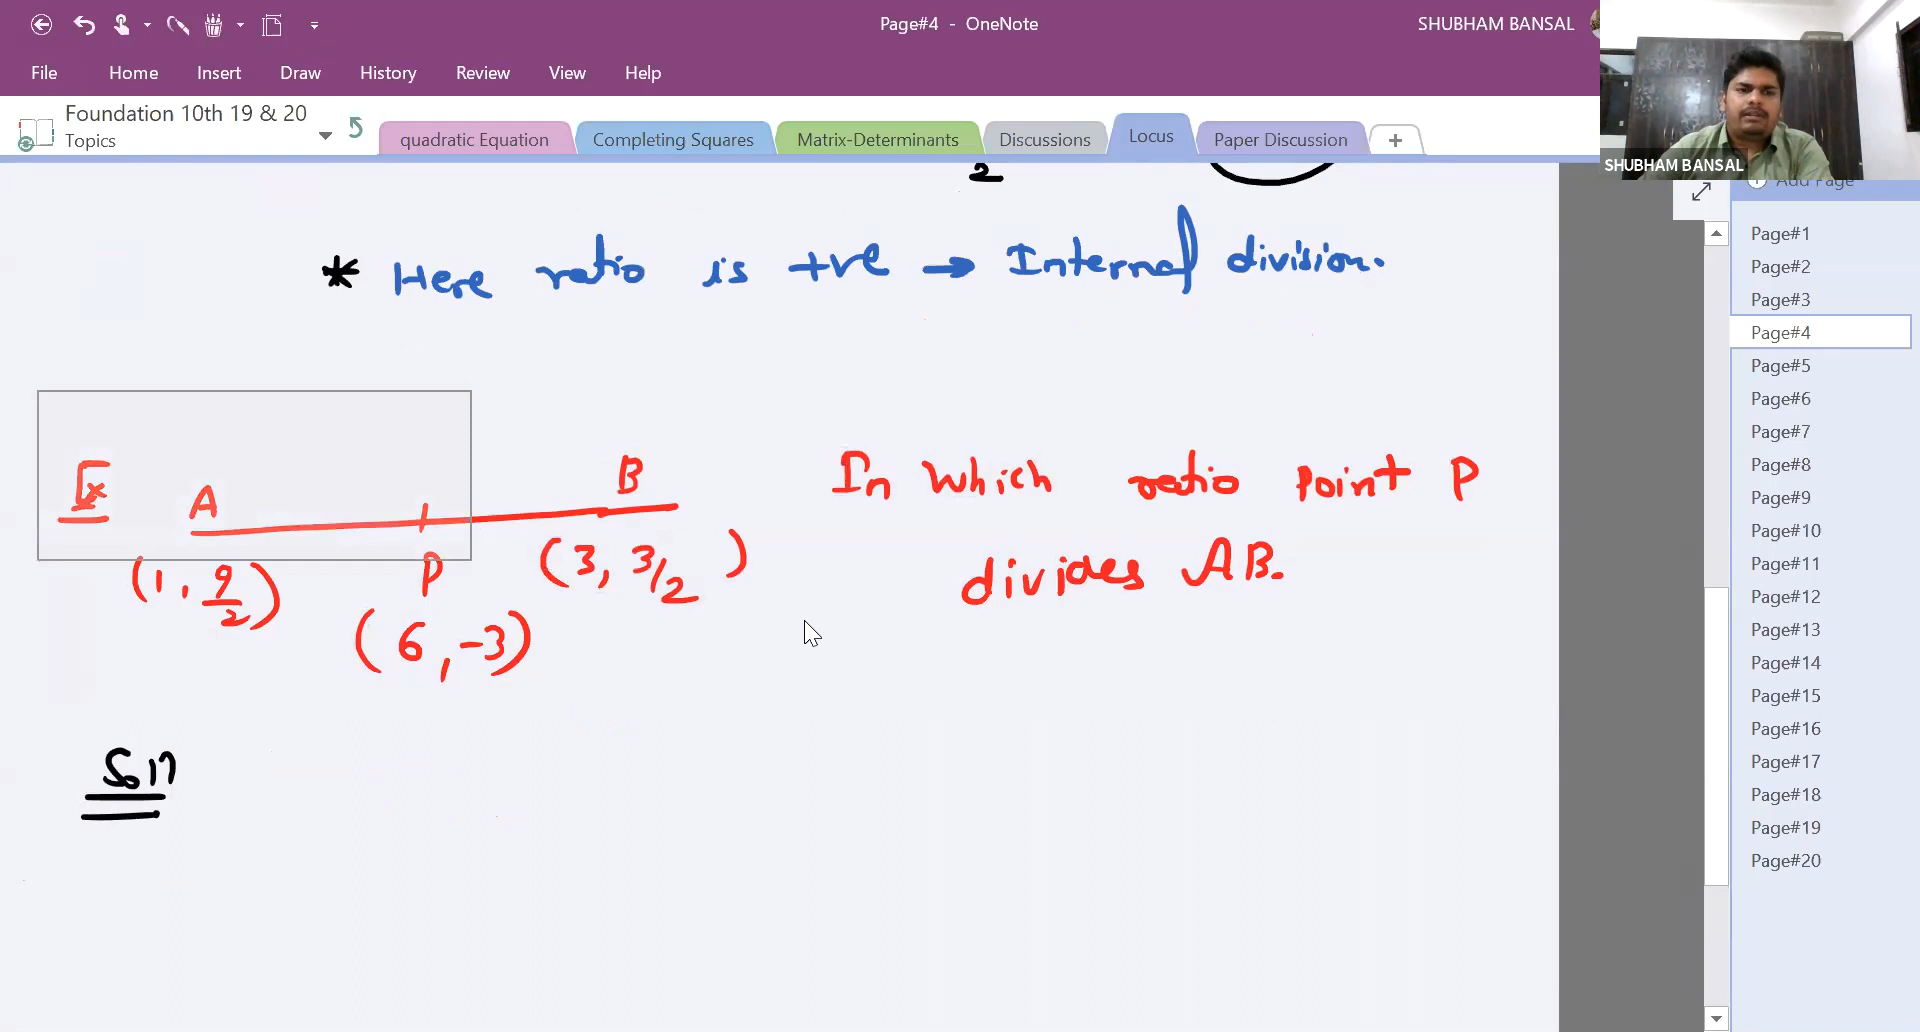 Page#4 - OneNote
SHUBHAM BANSAL
File Home Insert Draw History Review View Help
Foundation 10th 19 & 20
Topics
quadratic Equation
Completing Squares
Matrix-Determinants
Discussions
Locus
Paper Discussion
+
SHUBHAM BANSAL
Add Page
Page#1
Page#2
Page#3
Page#4
Page#5
Page#6
Page#7
Page#8
Page#9
Page#10
Page#11
Page#12
Page#13
Page#14
Page#15
Page#16
Page#17
Page#18
Page#19
Page#20
2
* Here ratio is +ve → Internal division.
Ex
A B
P
(1, 9/2) (3, 3/2)
(6, -3)
In which ratio point P
divides AB.
Soln